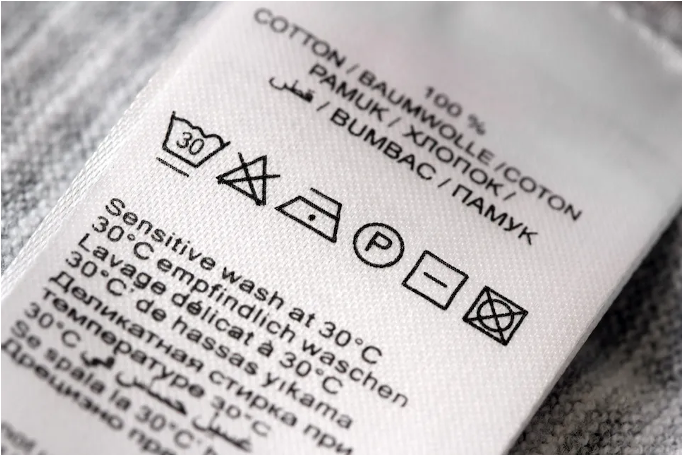 100 %
COTTON / BAUMWOLLE /COTON
PAMUK / ХЛОПОК /
قطن / BUMBAC / ПАМУК
30 P
Sensitive wash at 30°C
30°C empfindlich waschen
Lavage délicat à 30°C
30°C' de hassas yıkama
Деликатная стирка при
температуре 30°C
30°C غسيل حساس في
Se spala la 30°C'